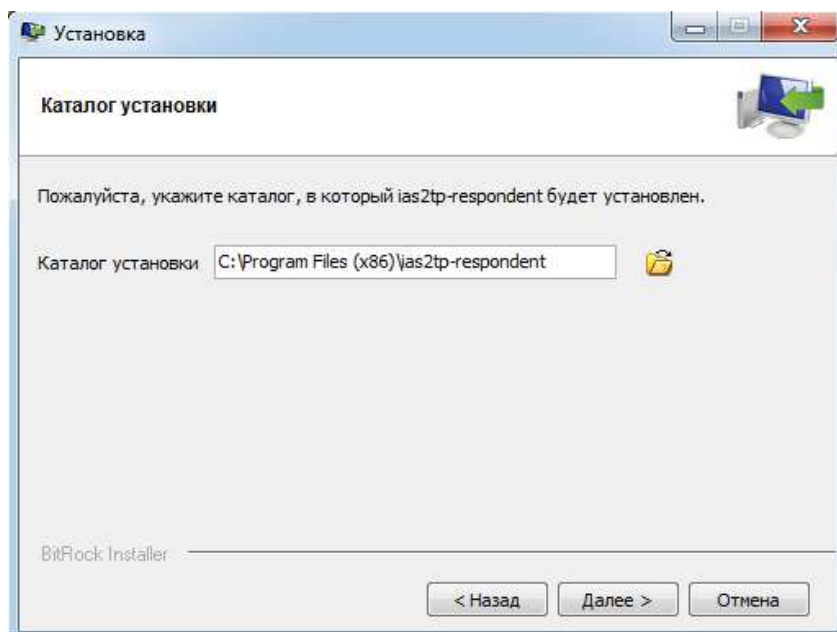 Установка
Каталог установки
Пожалуйста, укажите каталог, в который ias2tp-respondent будет установлен.
Каталог установки C:\Program Files (x86)\ias2tp-respondent
BitRock Installer
< Назад Далее > Отмена